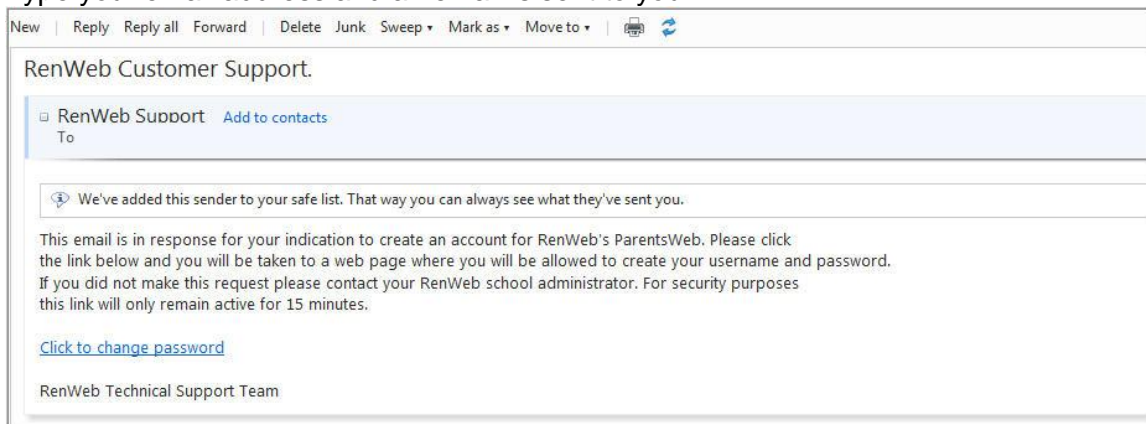 New | Reply Reply all Forward | Delete Junk Sweep Mark as Move to |
RenWeb Customer Support.
RenWeb Support Add to contacts
To
We've added this sender to your safe list. That way you can always see what they've sent you.
This email is in response for your indication to create an account for RenWeb's ParentsWeb. Please click
the link below and you will be taken to a web page where you will be allowed to create your username and password.
If you did not make this request please contact your RenWeb school administrator. For security purposes
this link will only remain active for 15 minutes.
Click to change password
RenWeb Technical Support Team